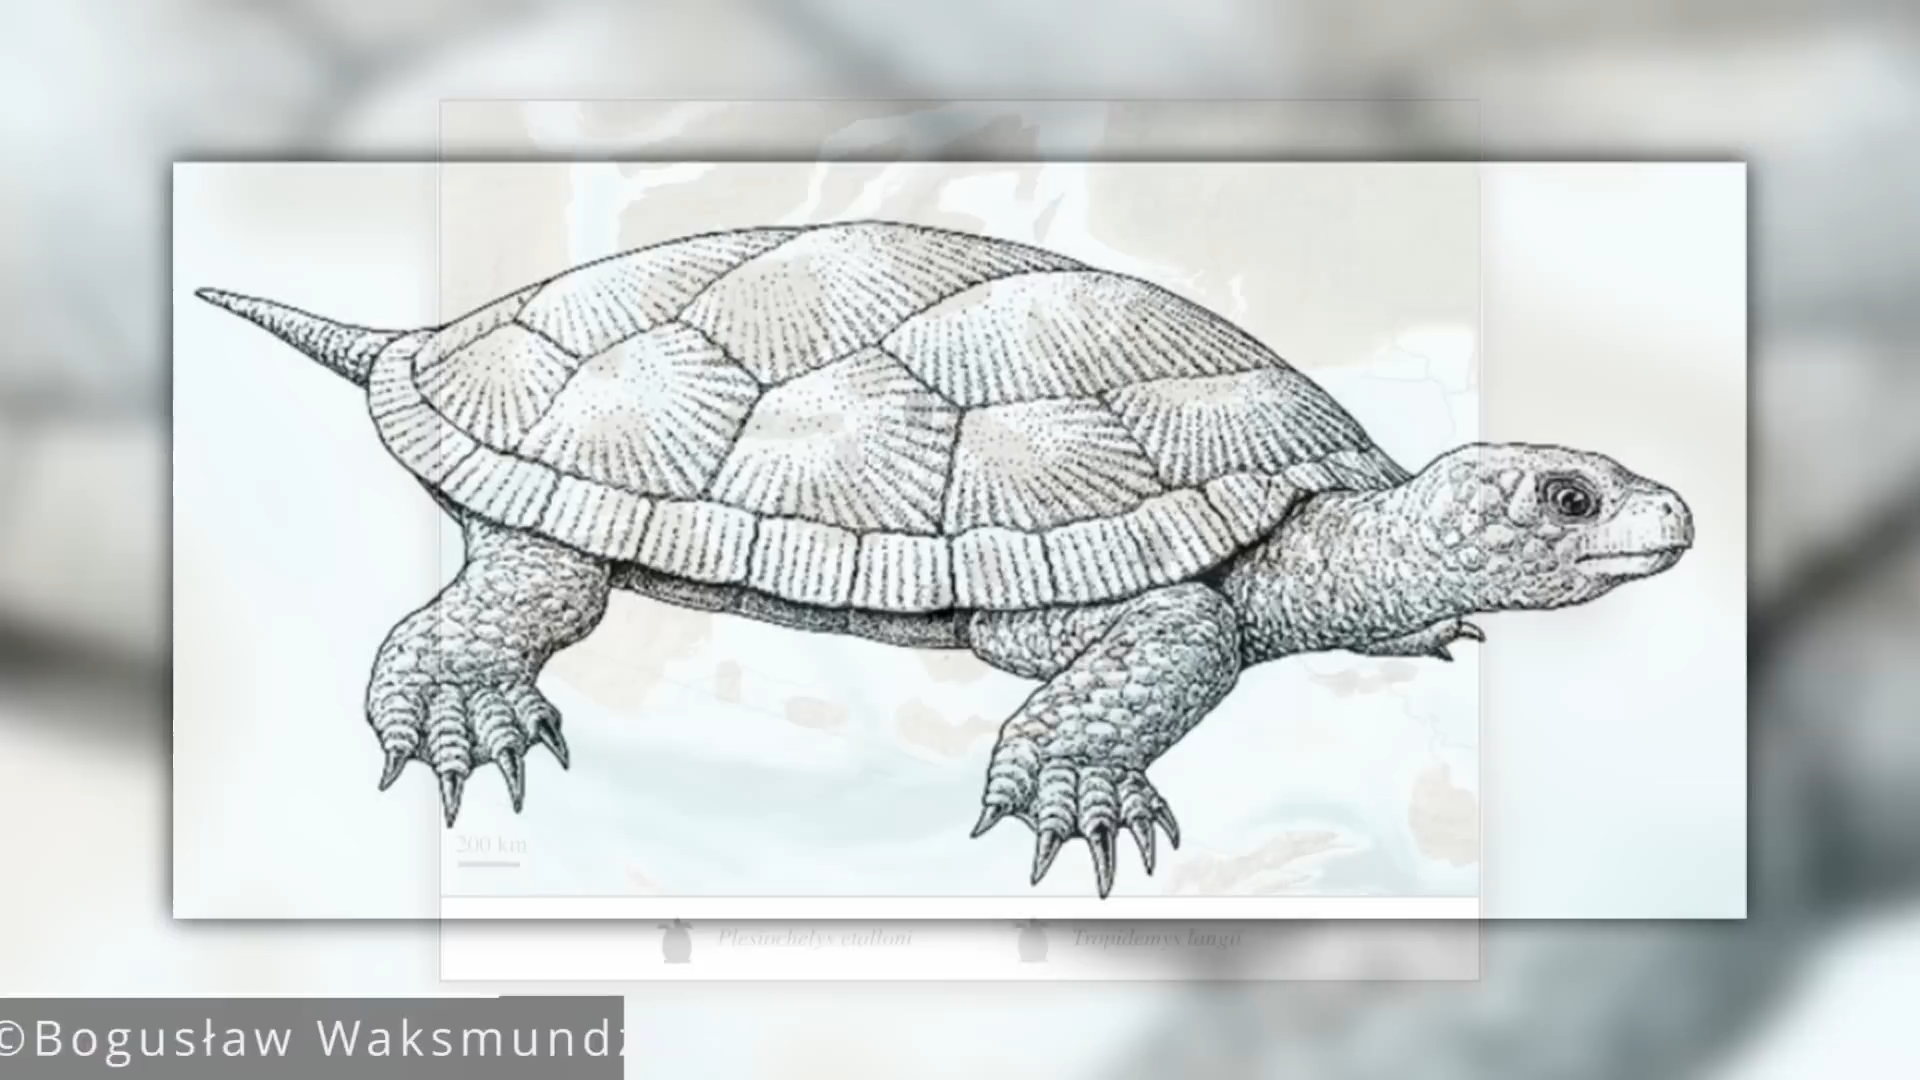 200 km
Plesiochelys etalloni
Tropidemys langii
©Bogusław Waksmundz